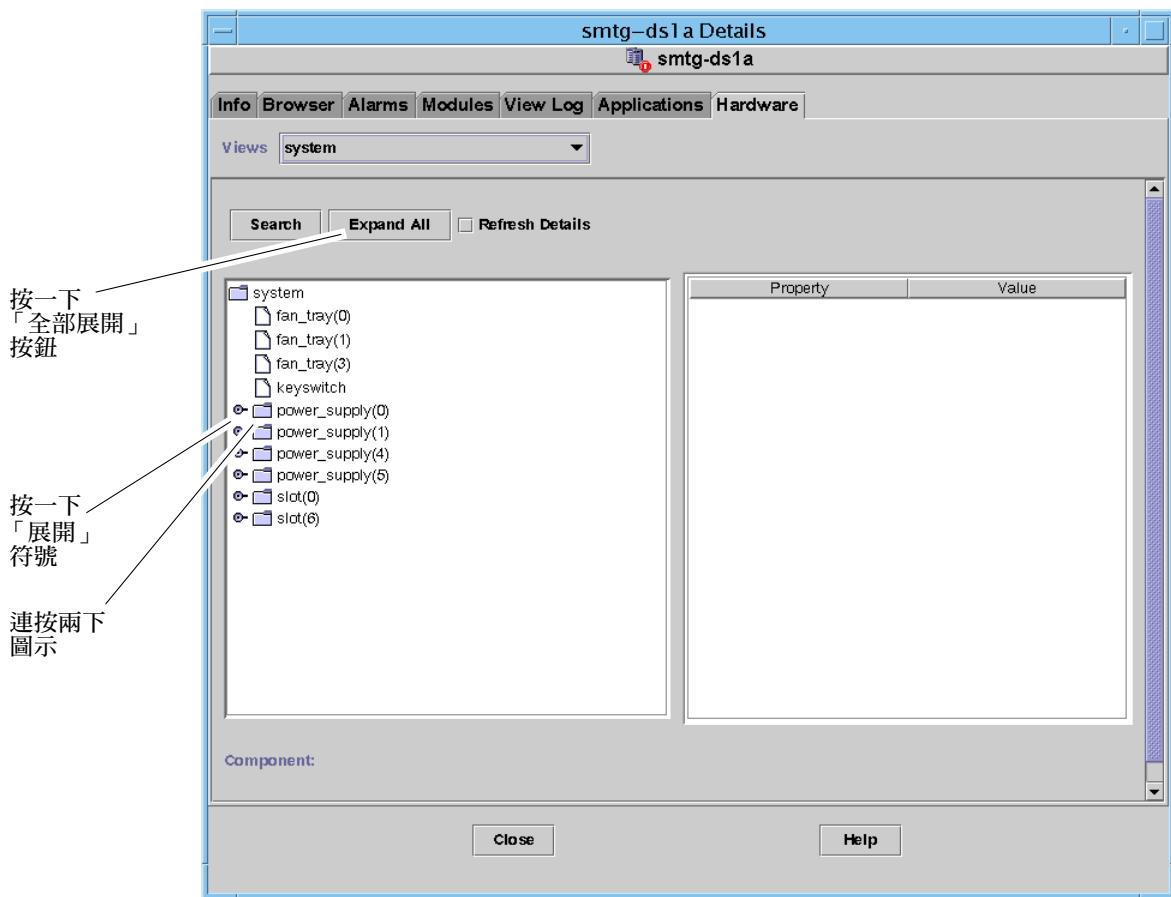 smtg–ds1a Details
smtg-ds1a
Info Browser Alarms Modules View Log Applications Hardware
Views system
Search Expand All Refresh Details
按一下
「全部展開」
按鈕
system
fan_tray(0)
fan_tray(1)
fan_tray(3)
keyswitch
power_supply(0)
power_supply(1)
power_supply(4)
power_supply(5)
slot(0)
slot(6)
Property Value
按一下
「展開」
符號
連按兩下
圖示
Component:
Close Help